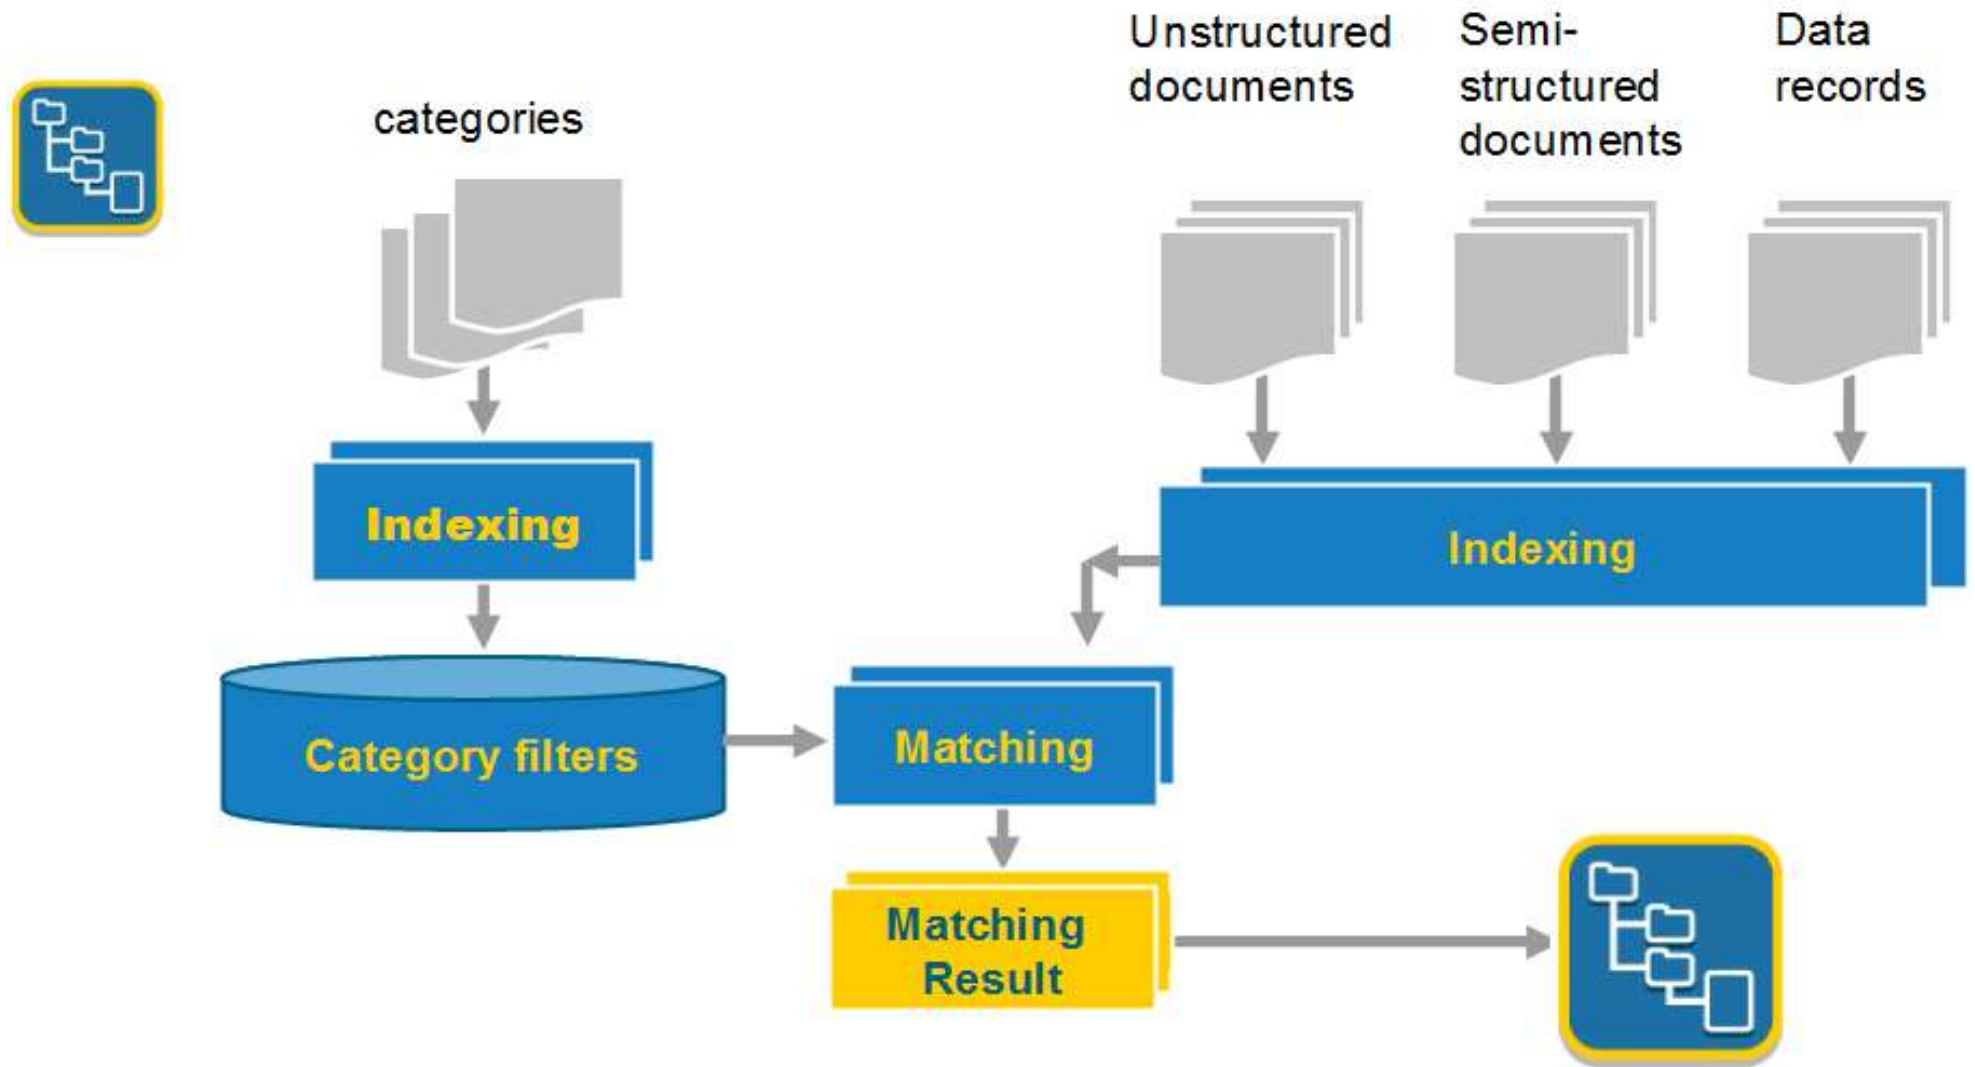 Unstructured
documents
Semi-
structured
documents
Data
records
categories
Indexing
Indexing
Category filters
Matching
Matching
Result